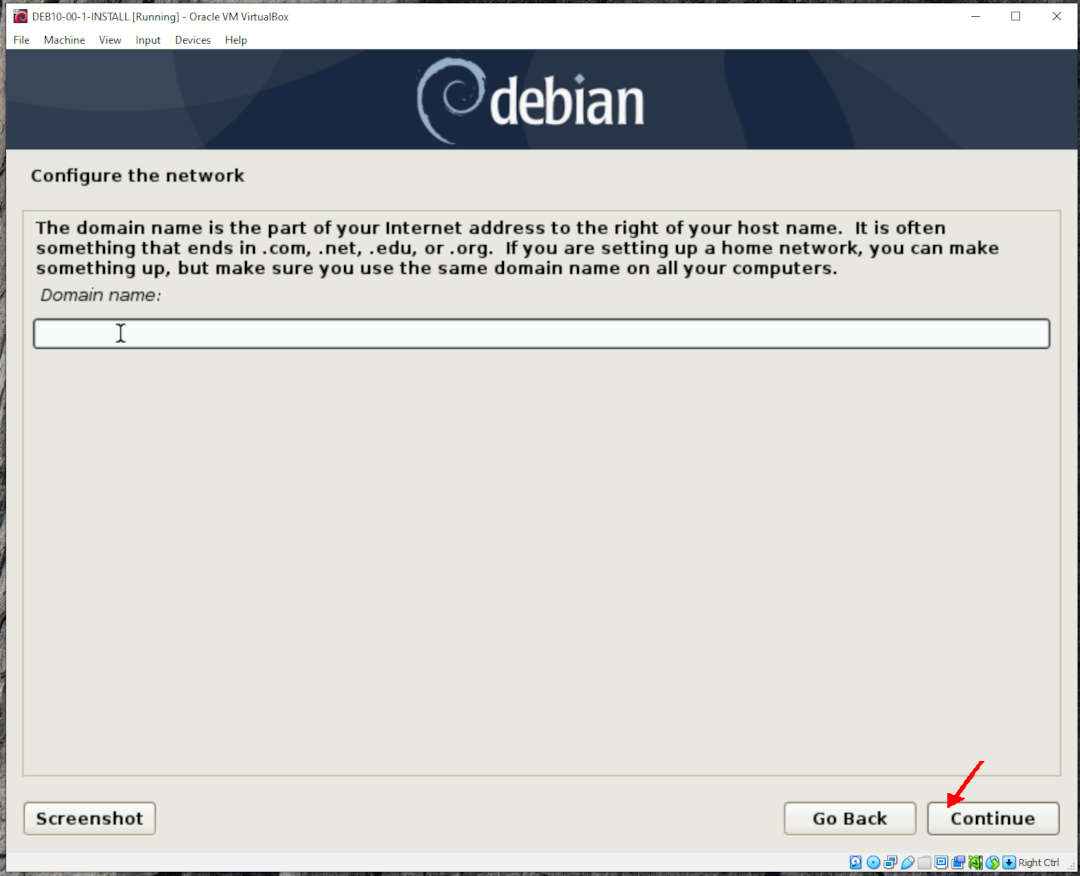 DEB10-00-1-INSTALL [Running] - Oracle VM VirtualBox
File Machine View Input Devices Help
debian
Configure the network
The domain name is the part of your Internet address to the right of your host name.  It is often
something that ends in .com, .net, .edu, or .org.  If you are setting up a home network, you can make
something up, but make sure you use the same domain name on all your computers.
Domain name:
Screenshot Go Back Continue
Right Ctrl